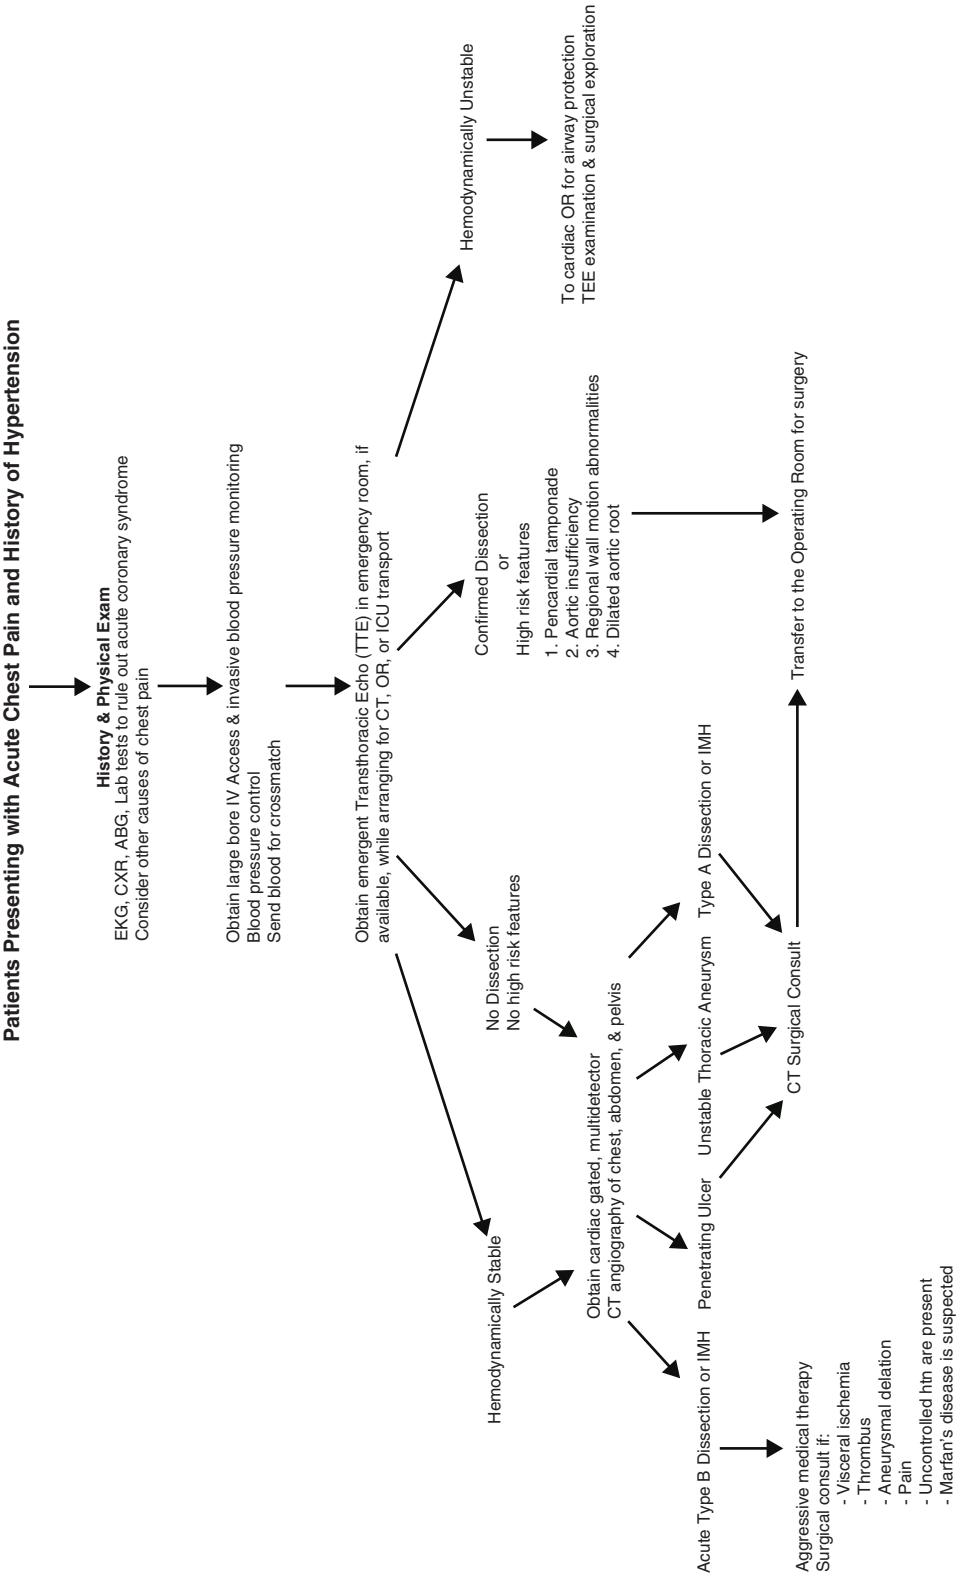 Patients Presenting with Acute Chest Pain and History of Hypertension
History & Physical Exam
EKG, CXR, ABG, Lab tests to rule out acute coronary syndrome
Consider other causes of chest pain
Obtain large bore IV Access & invasive blood pressure monitoring
Blood pressure control
Send blood for crossmatch
Obtain emergent Transthoracic Echo (TTE) in emergency room, if
available, while arranging for CT, OR, or ICU transport
Hemodynamically Stable
No Dissection
No high risk features
Confirmed Dissection
or
High risk features
1. Pencardial tamponade
2. Aortic insufficiency
3. Regional wall motion abnormalities
4. Dilated aortic root
Hemodynamically Unstable
To cardiac OR for airway protection
TEE examination & surgical exploration
Obtain cardiac gated, multidetector
CT angiography of chest, abdomen, & pelvis
Acute Type B Dissection or IMH
Penetrating Ulcer
Unstable Thoracic Aneurysm
Type A Dissection or IMH
Aggressive medical therapy
Surgical consult if:
- Visceral ischemia
- Thrombus
- Aneurysmal delation
- Pain
- Uncontrolled htn are present
- Marfan's disease is suspected
CT Surgical Consult
Transfer to the Operating Room for surgery